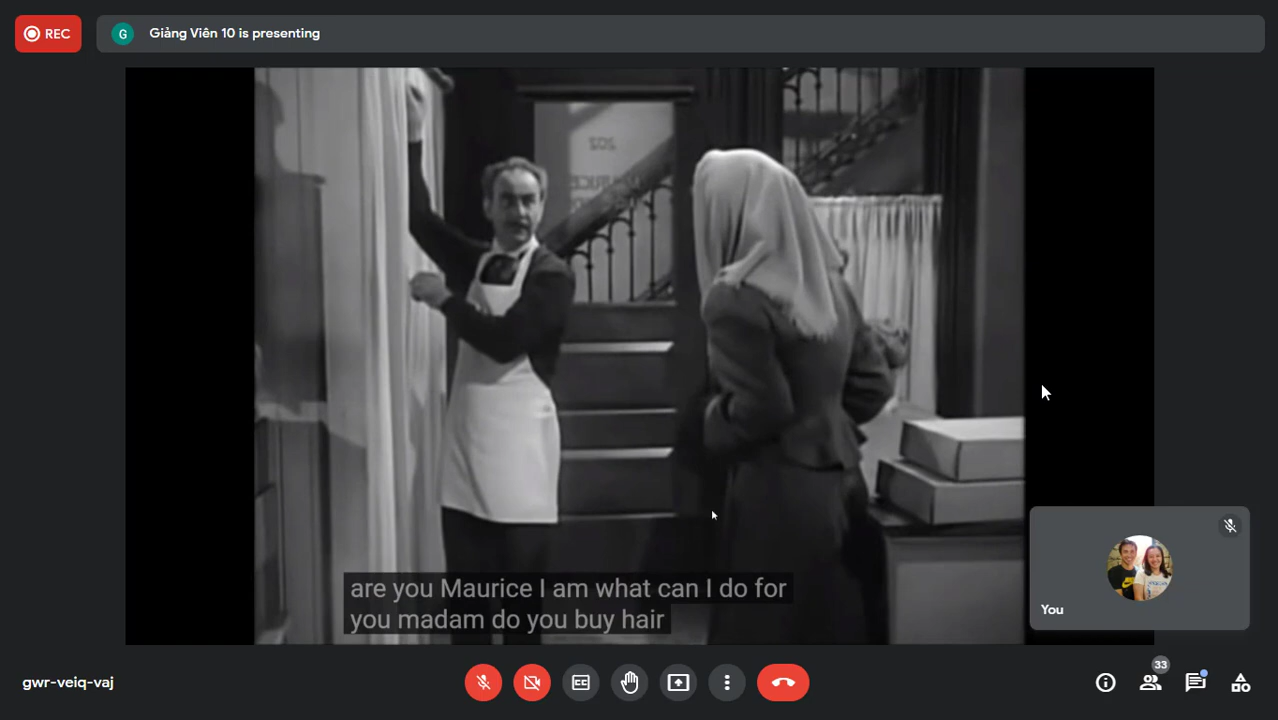 REC
G
Giảng Viên 10 is presenting
are you Maurice I am what can I do for
you madam do you buy hair
You
gwr-veiq-vaj
CC
33